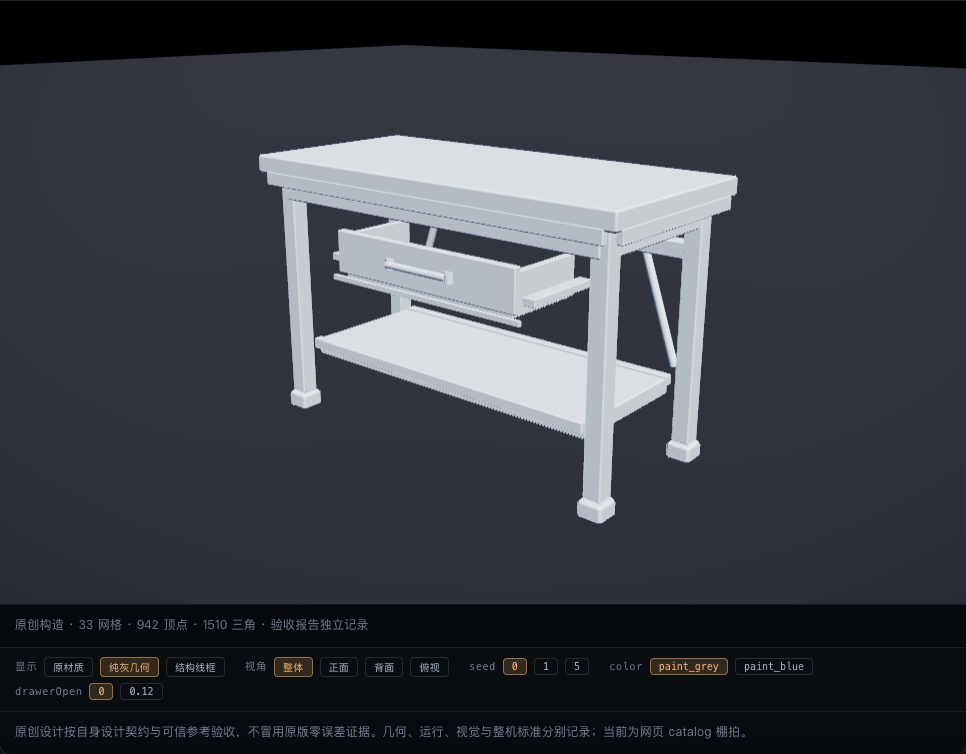 原创构造 · 33 网格 · 942 顶点 · 1510 三角 · 验收报告独立记录
显示 原材质 纯灰几何 结构线框 视角 整体 正面 背面 俯视 seed 0 1 5 color paint_grey paint_blue
drawerOpen 0 0.12
原创设计按自身设计契约与可信参考验收，不冒用原版零误差证据。几何、运行、视觉与整机标准分别记录；当前为网页 catalog 棚拍。